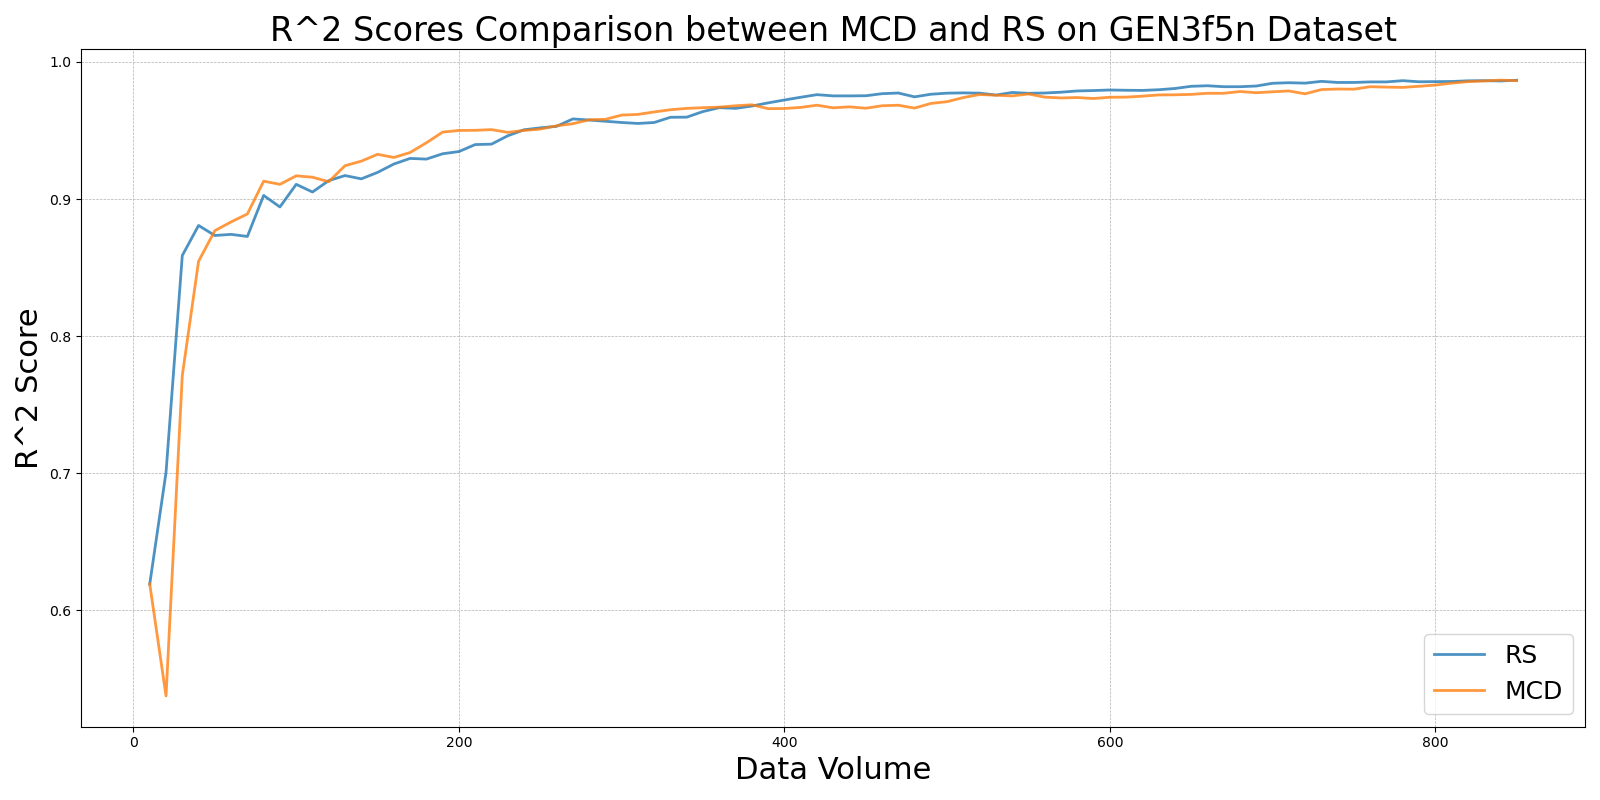 R^2 Scores Comparison between MCD and RS on GEN3f5n Dataset
1.0
0.9
0.8
0.7
0.6
R^2 Score
RS
MCD
0
200
400
600
800
Data Volume